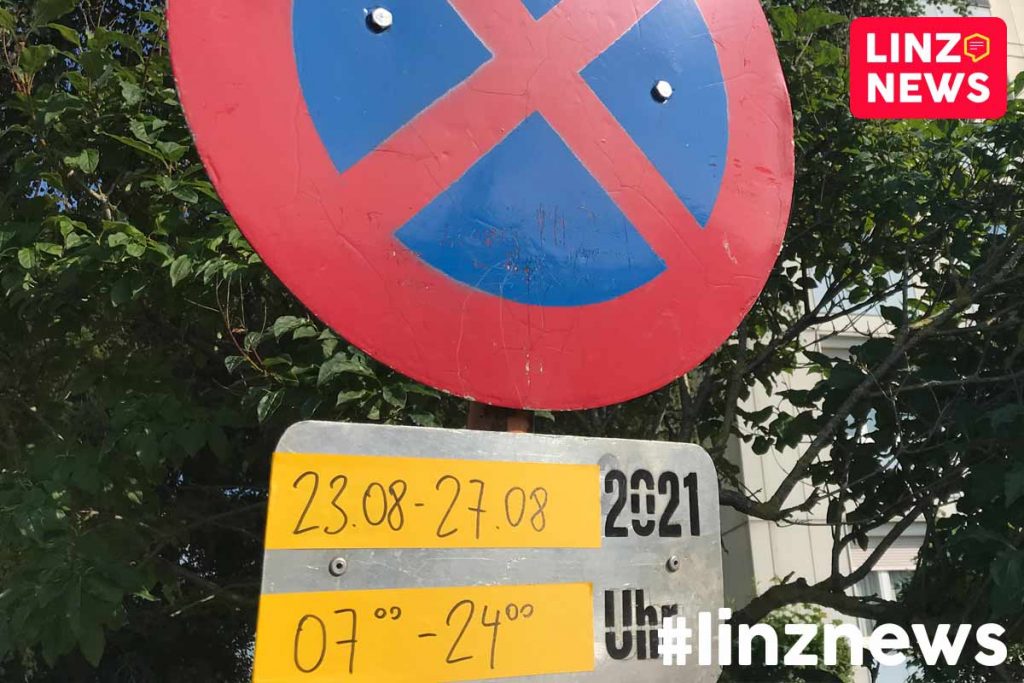 LINZ
NEWS
23.08-27.08 2021
07°° - 24°° Uhr
#linznews